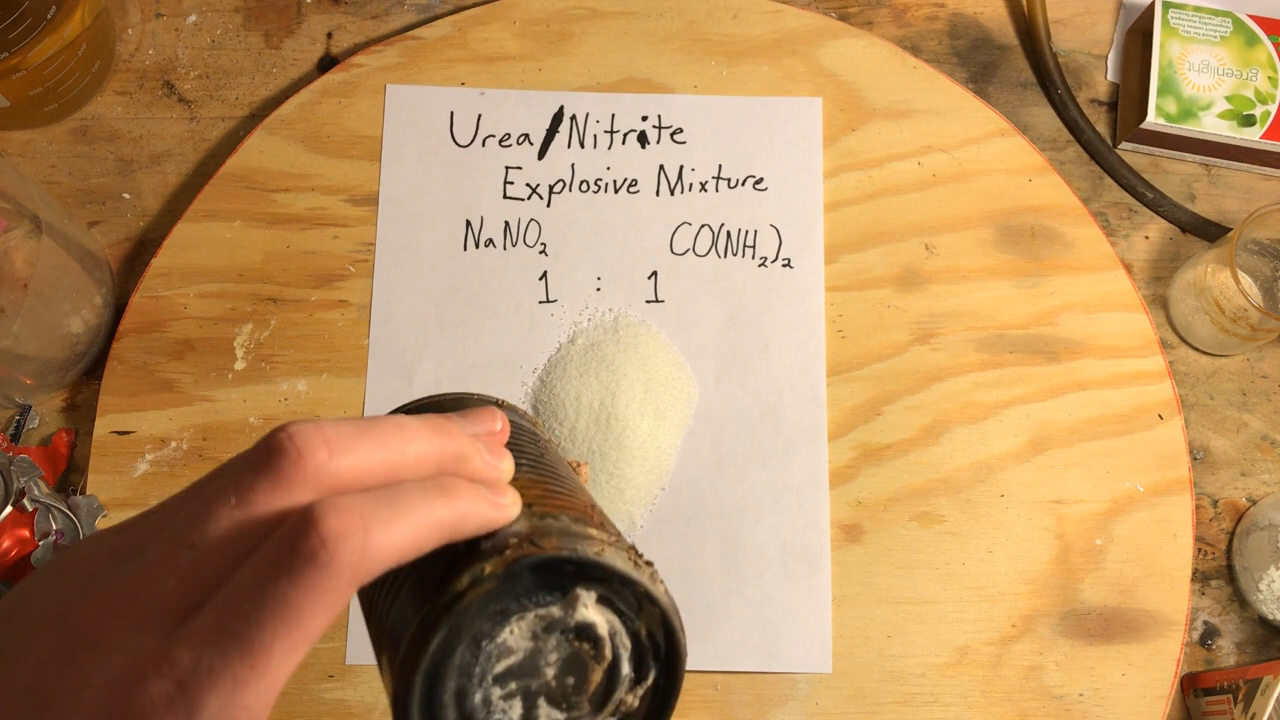 Urea/Nitrite
Explosive Mixture
NaNO₂ CO(NH₂)₂
1 : 1
greenlight